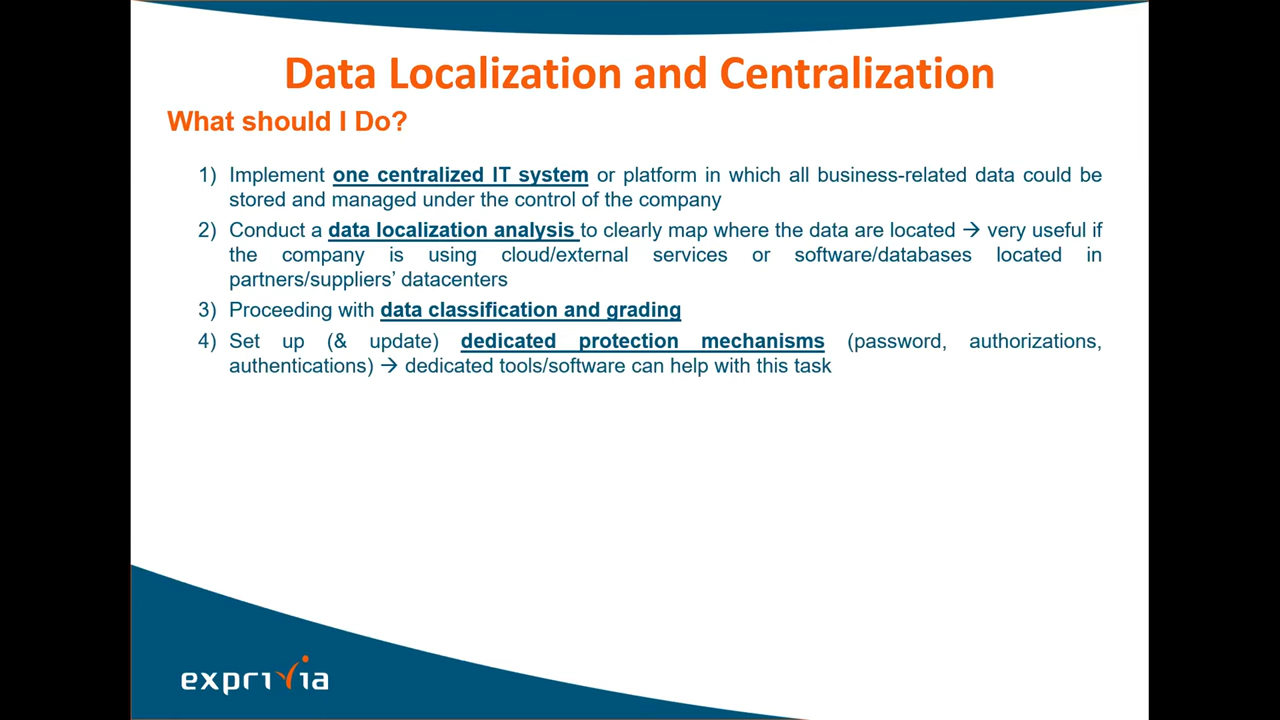 Data Localization and Centralization
What should I Do?
1) Implement one centralized IT system or platform in which all business-related data could be
stored and managed under the control of the company
2) Conduct a data localization analysis to clearly map where the data are located → very useful if
the company is using cloud/external services or software/databases located in
partners/suppliers’ datacenters
3) Proceeding with data classification and grading
4) Set up (& update) dedicated protection mechanisms (password, authorizations,
authentications) → dedicated tools/software can help with this task
exprivia